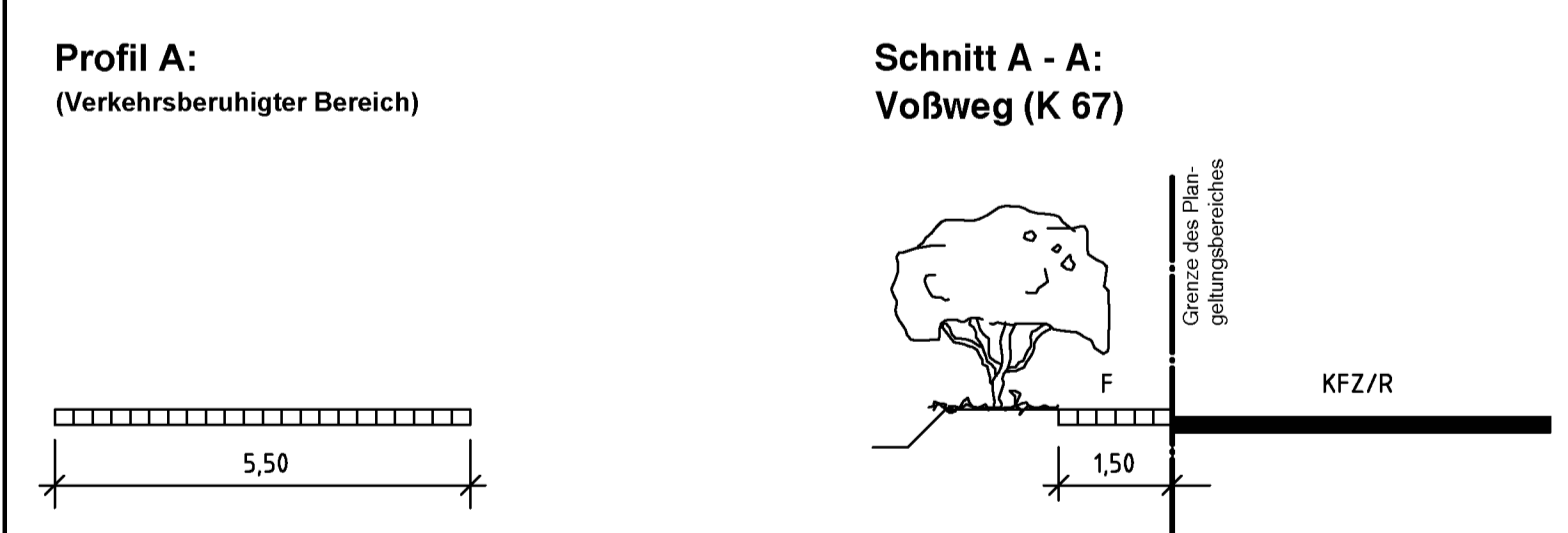 Profil A:
(Verkehrsberuhigter Bereich)
5,50
Schnitt A - A:
Voßweg (K 67)
Grenze des Plan-
geltungsbereiches
F
KFZ/R
1,50